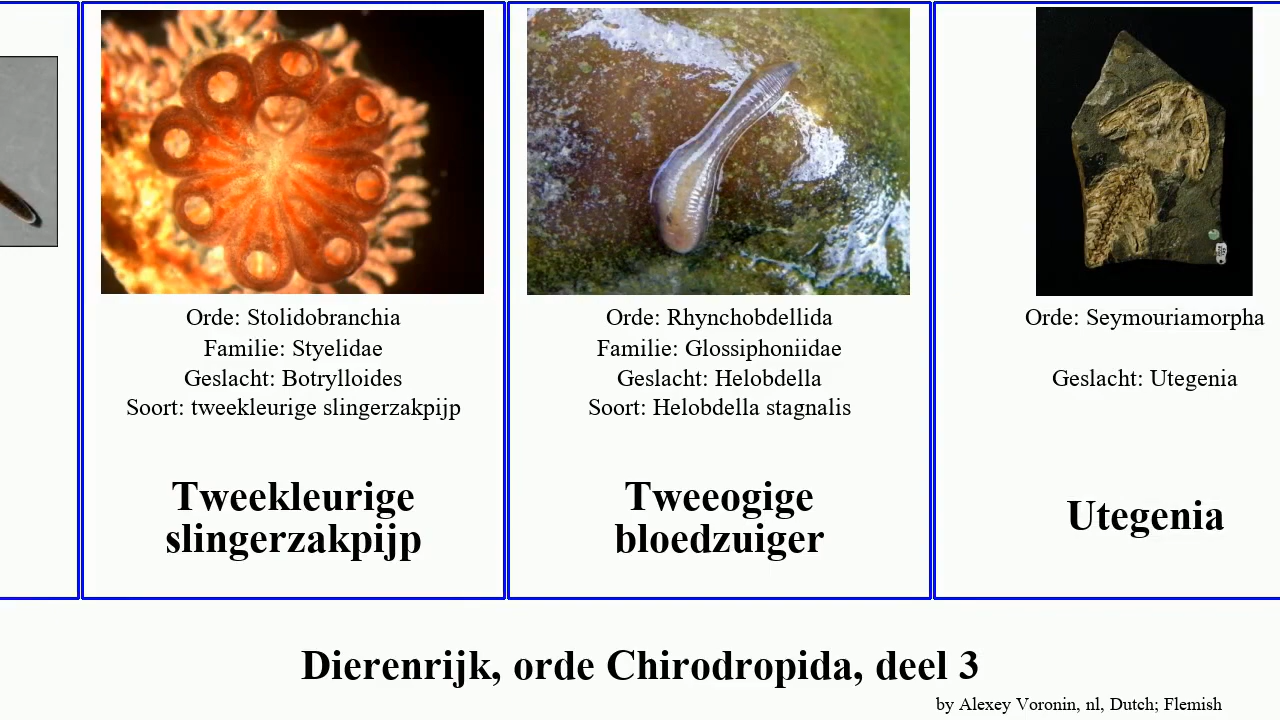 Orde: Stolidobranchia
Familie: Styelidae
Geslacht: Botrylloides
Soort: tweekleurige slingerzakpijp
Tweekleurige
slingerzakpijp
Orde: Rhynchobdellida
Familie: Glossiphoniidae
Geslacht: Helobdella
Soort: Helobdella stagnalis
Tweeogige
bloedzuiger
Orde: Seymouriamorpha
Geslacht: Utegenia
Utegenia
Dierenrijk, orde Chirodropida, deel 3
by Alexey Voronin, nl, Dutch; Flemish